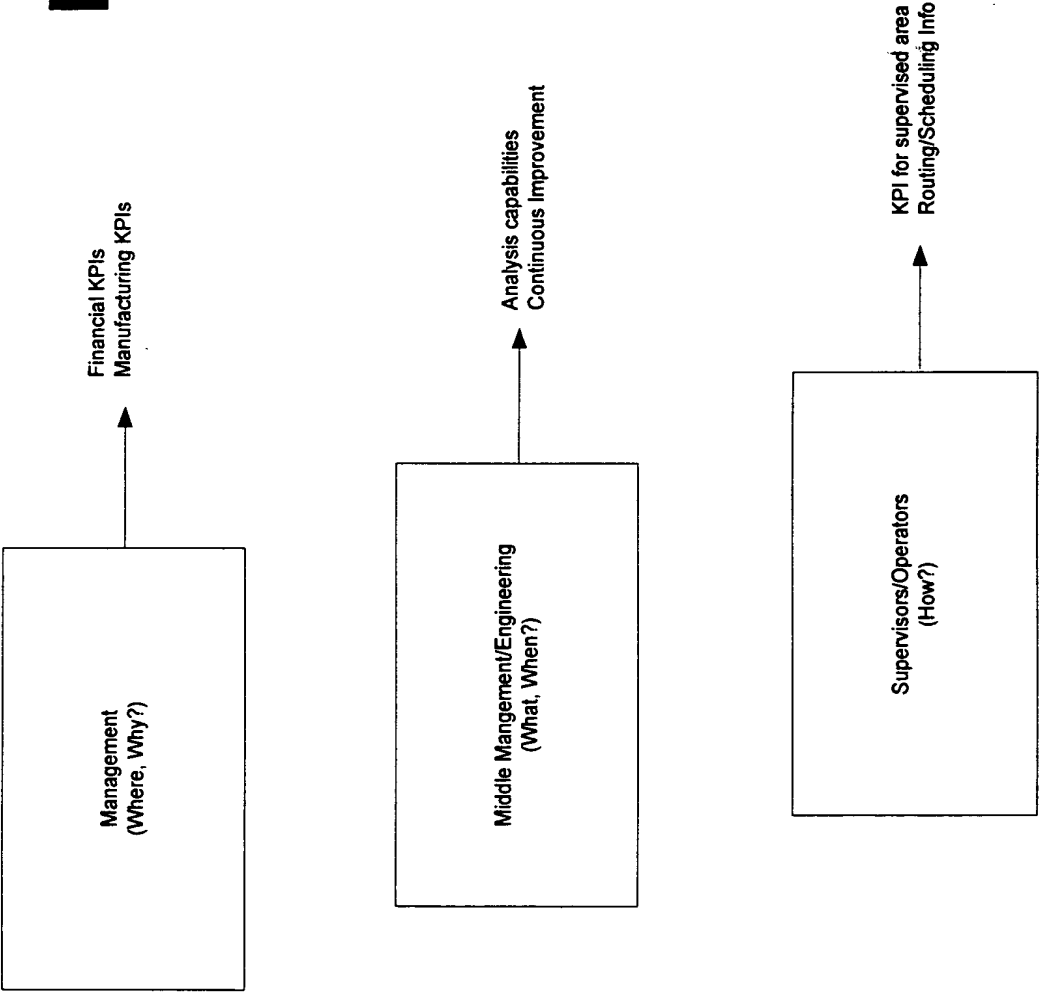 Management
(Where, Why?)
Financial KPIs
Manufacturing KPIs
Middle Mangement/Engineering
(What, When?)
Analysis capabilities
Continuous Improvement
Supervisors/Operators
(How?)
KPI for supervised area
Routing/Scheduling Info